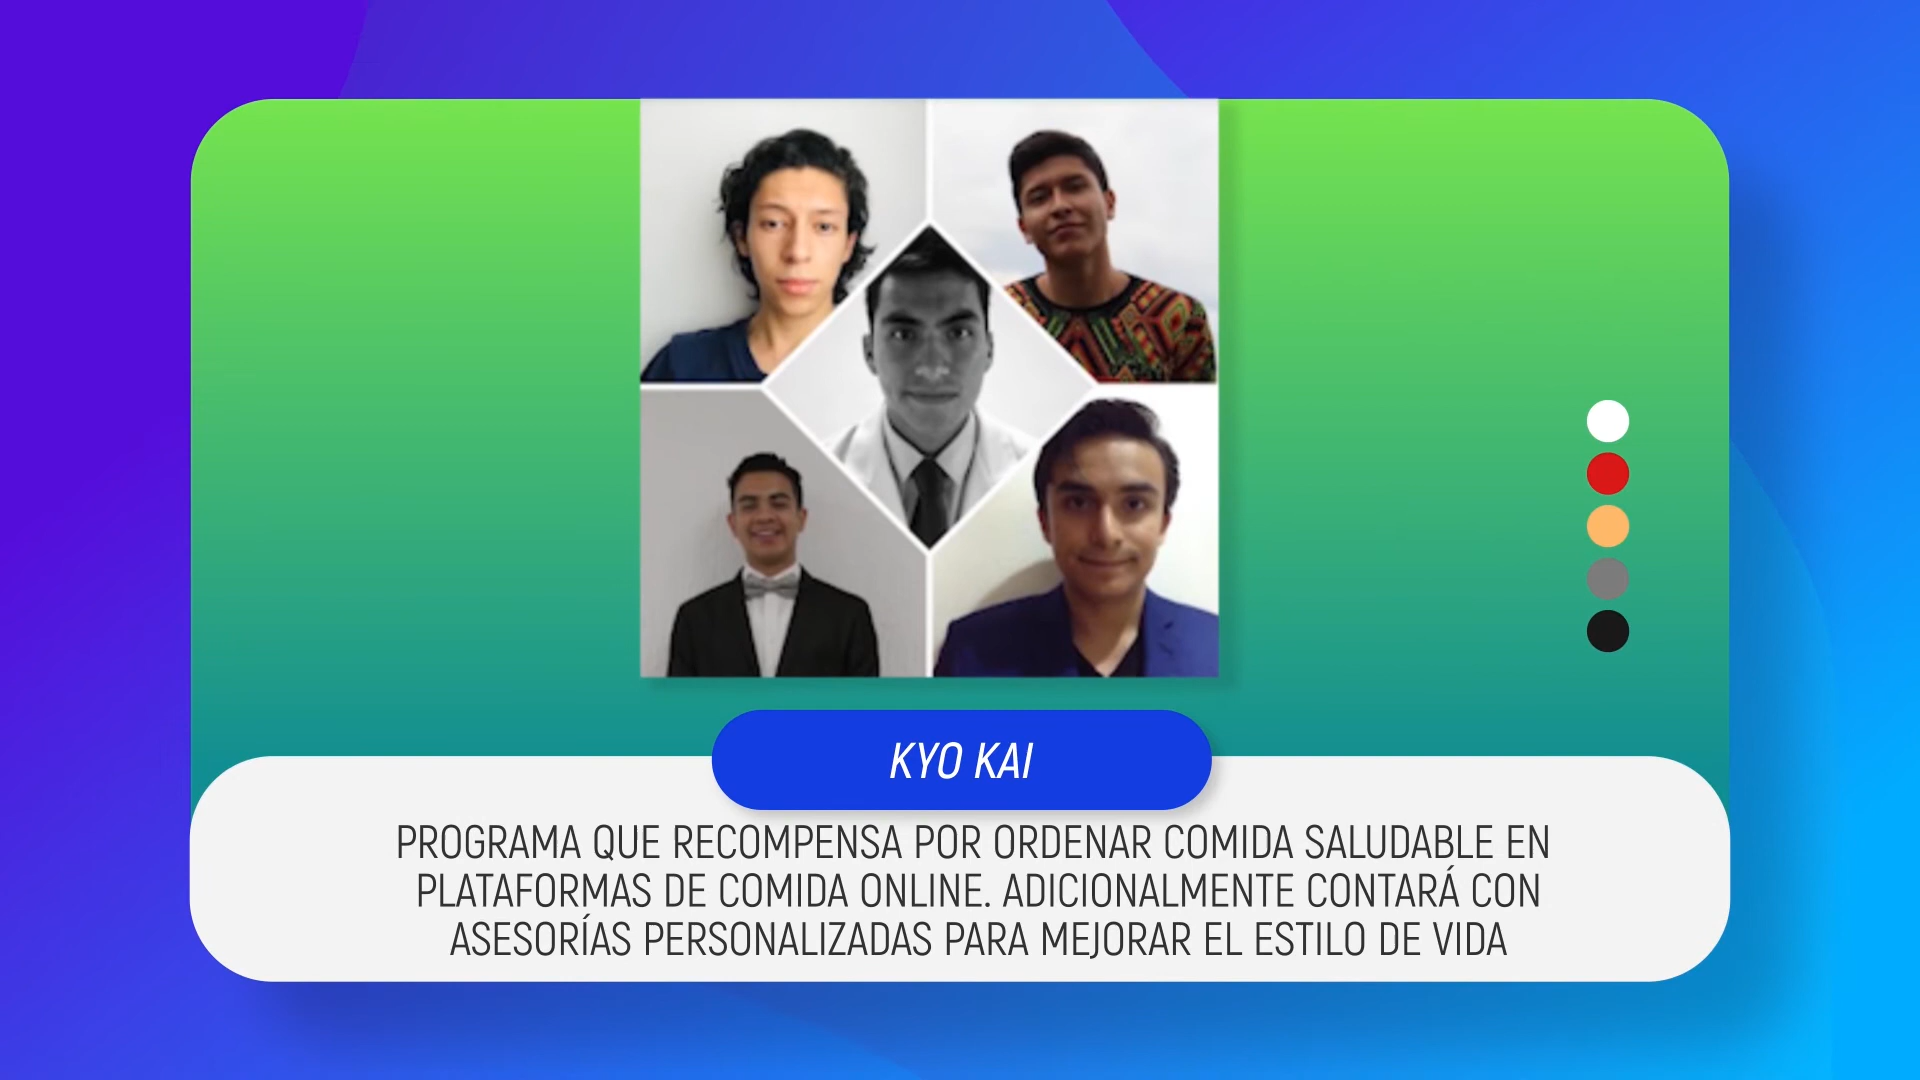 KYO KAI
PROGRAMA QUE RECOMPENSA POR ORDENAR COMIDA SALUDABLE EN
PLATAFORMAS DE COMIDA ONLINE. ADICIONALMENTE CONTARÁ CON
ASESORÍAS PERSONALIZADAS PARA MEJORAR EL ESTILO DE VIDA